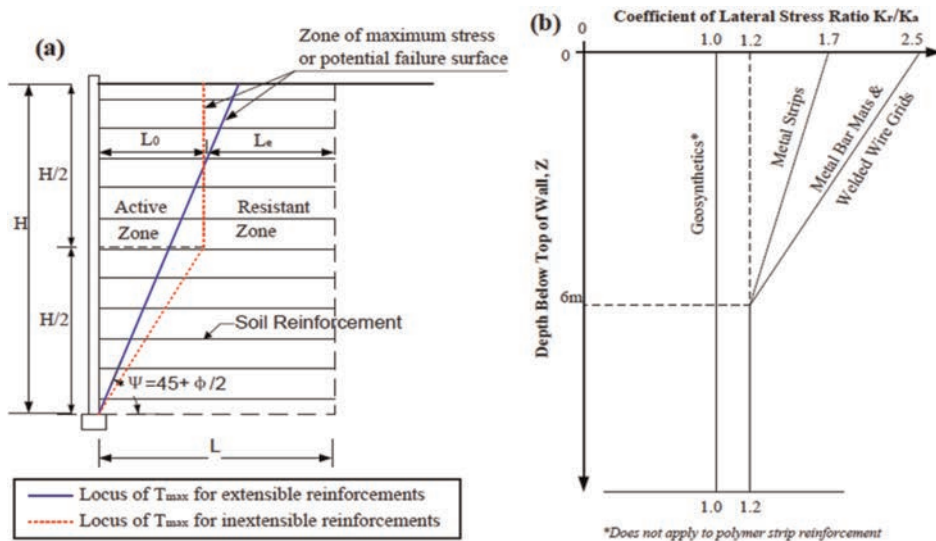 (a)
Zone of maximum stress
or potential failure surface
L0
Le
H/2
H
Active
Zone
Resistant
Zone
H/2
Soil Reinforcement
Ψ=45+ ϕ/2
L
Locus of Tmax for extensible reinforcements
Locus of Tmax for inextensible reinforcements
(b)
Coefficient of Lateral Stress Ratio Kr/Ka
0
1.0
1.2
1.7
2.5
0
Depth Below Top of Wall, Z
Geosynthetics*
Metal Strips
Metal Bar Mats &
Welded Wire Grids
6m
1.0
1.2
*Does not apply to polymer strip reinforcement